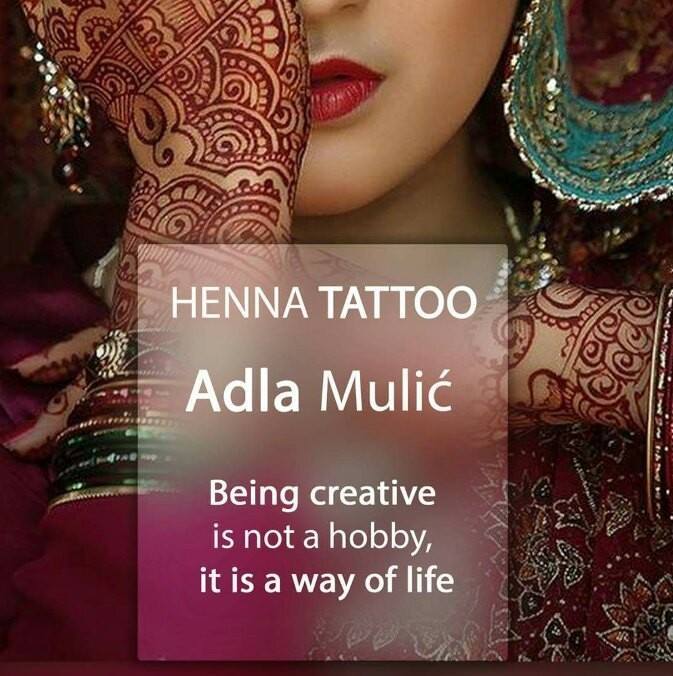 HENNA TATTOO
Adla Mulić
Being creative
is not a hobby,
it is a way of life